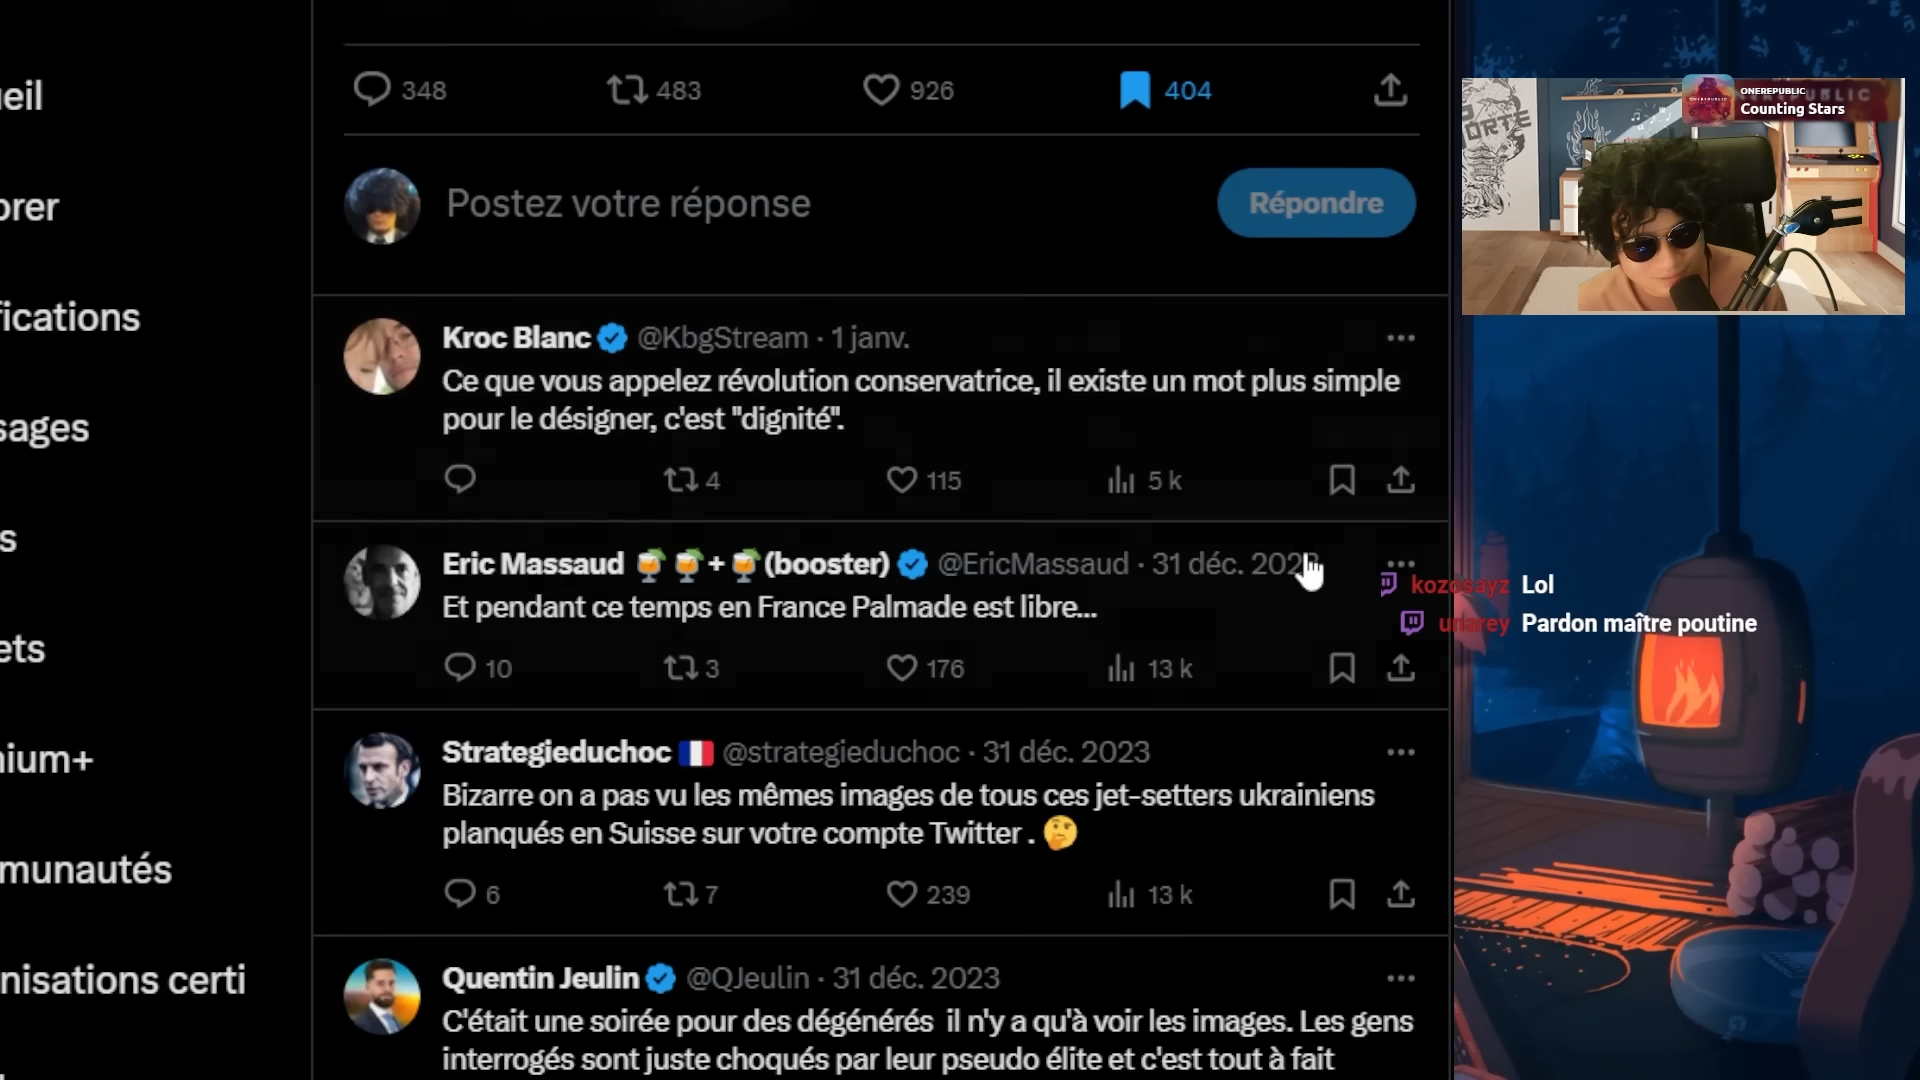 ueil
orer
fications
sages
s
ets
nium+
munautés
nisations certi
348 483 926 404
Postez votre réponse
Répondre
Kroc Blanc @KbgStream · 1 janv.
Ce que vous appelez révolution conservatrice, il existe un mot plus simple
pour le désigner, c'est "dignité".
4 115 5 k
Eric Massaud + (booster) @EricMassaud · 31 déc. 2023
Et pendant ce temps en France Palmade est libre...
10 3 176 13 k
Strategieduchoc @strategieduchoc · 31 déc. 2023
Bizarre on a pas vu les mêmes images de tous ces jet-setters ukrainiens
planqués en Suisse sur votre compte Twitter . 🤔
6 7 239 13 k
Quentin Jeulin @QJeulin · 31 déc. 2023
C'était une soirée pour des dégénérés il n'y a qu'à voir les images. Les gens
interrogés sont juste choqués par leur pseudo élite et c'est tout à fait
ONEREPUBLIC
Counting Stars
ORTE
kozosayz Lol
unarey Pardon maître poutine